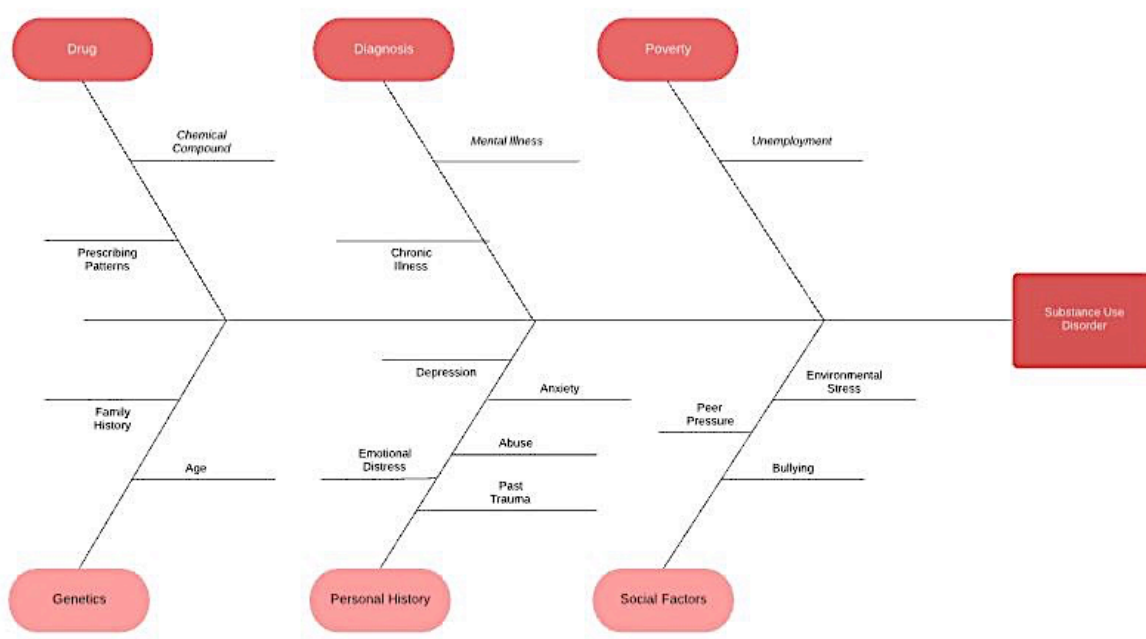 Drug
Diagnosis
Poverty
Chemical
Compound
Mental Illness
Unemployment
Prescribing
Patterns
Chronic
Illness
Substance Use
Disorder
Depression
Environmental
Stress
Anxiety
Family
History
Peer
Pressure
Abuse
Emotional
Distress
Age
Bullying
Past
Trauma
Genetics
Personal History
Social Factors